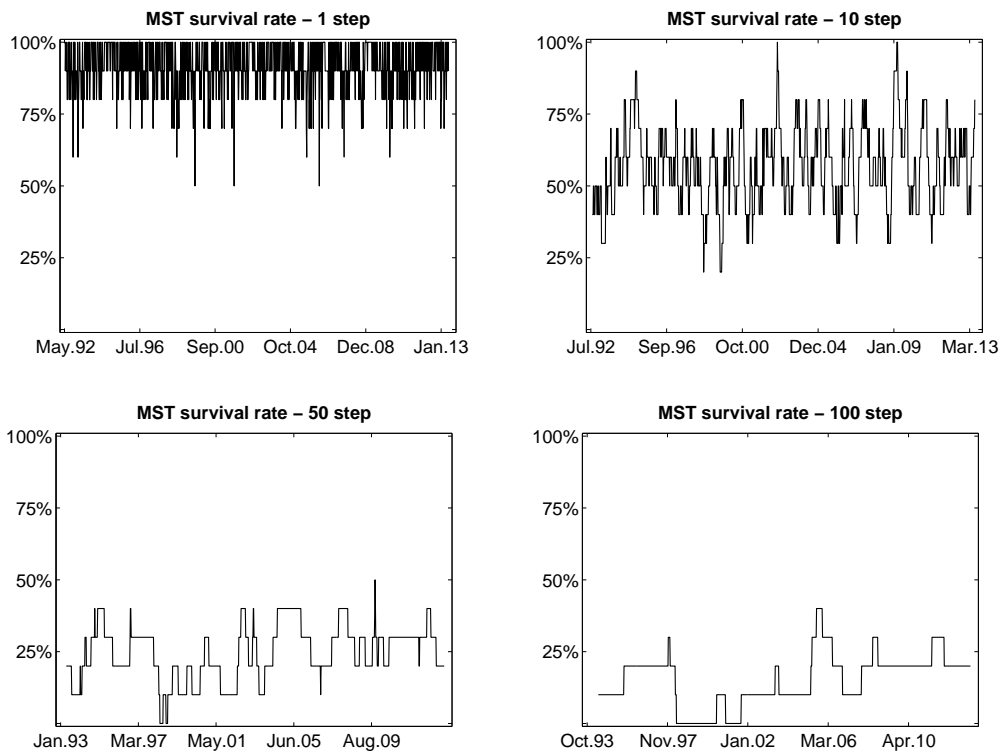 MST survival rate – 1 step
100%
75%
50%
25%
May.92 Jul.96 Sep.00 Oct.04 Dec.08 Jan.13
MST survival rate – 10 step
100%
75%
50%
25%
Jul.92 Sep.96 Oct.00 Dec.04 Jan.09 Mar.13
MST survival rate – 50 step
100%
75%
50%
25%
Jan.93 Mar.97 May.01 Jun.05 Aug.09
MST survival rate – 100 step
100%
75%
50%
25%
Oct.93 Nov.97 Jan.02 Mar.06 Apr.10